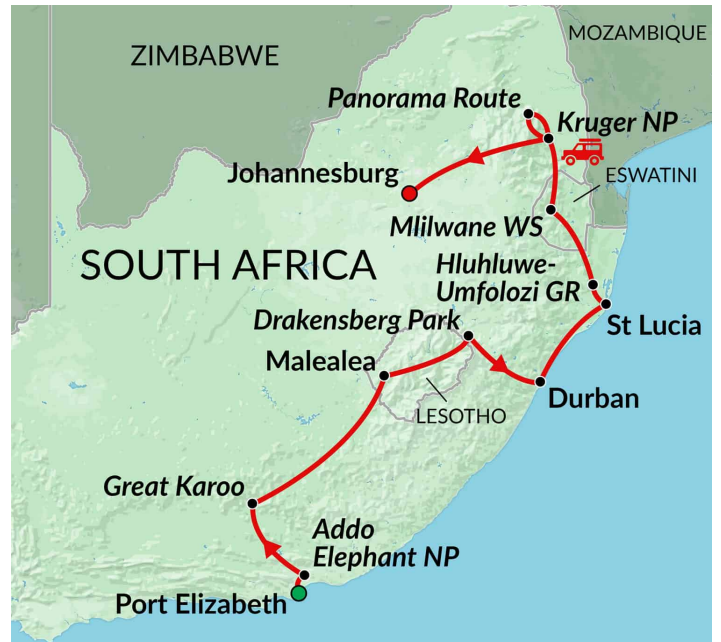 ZIMBABWE
MOZAMBIQUE
Panorama Route
Kruger NP
Johannesburg
ESWATINI
Mlilwane WS
SOUTH AFRICA
Hluhluwe-
Umfolozi GR
Drakensberg Park
St Lucia
Malealea
Durban
LESOTHO
Great Karoo
Addo
Elephant NP
Port Elizabeth